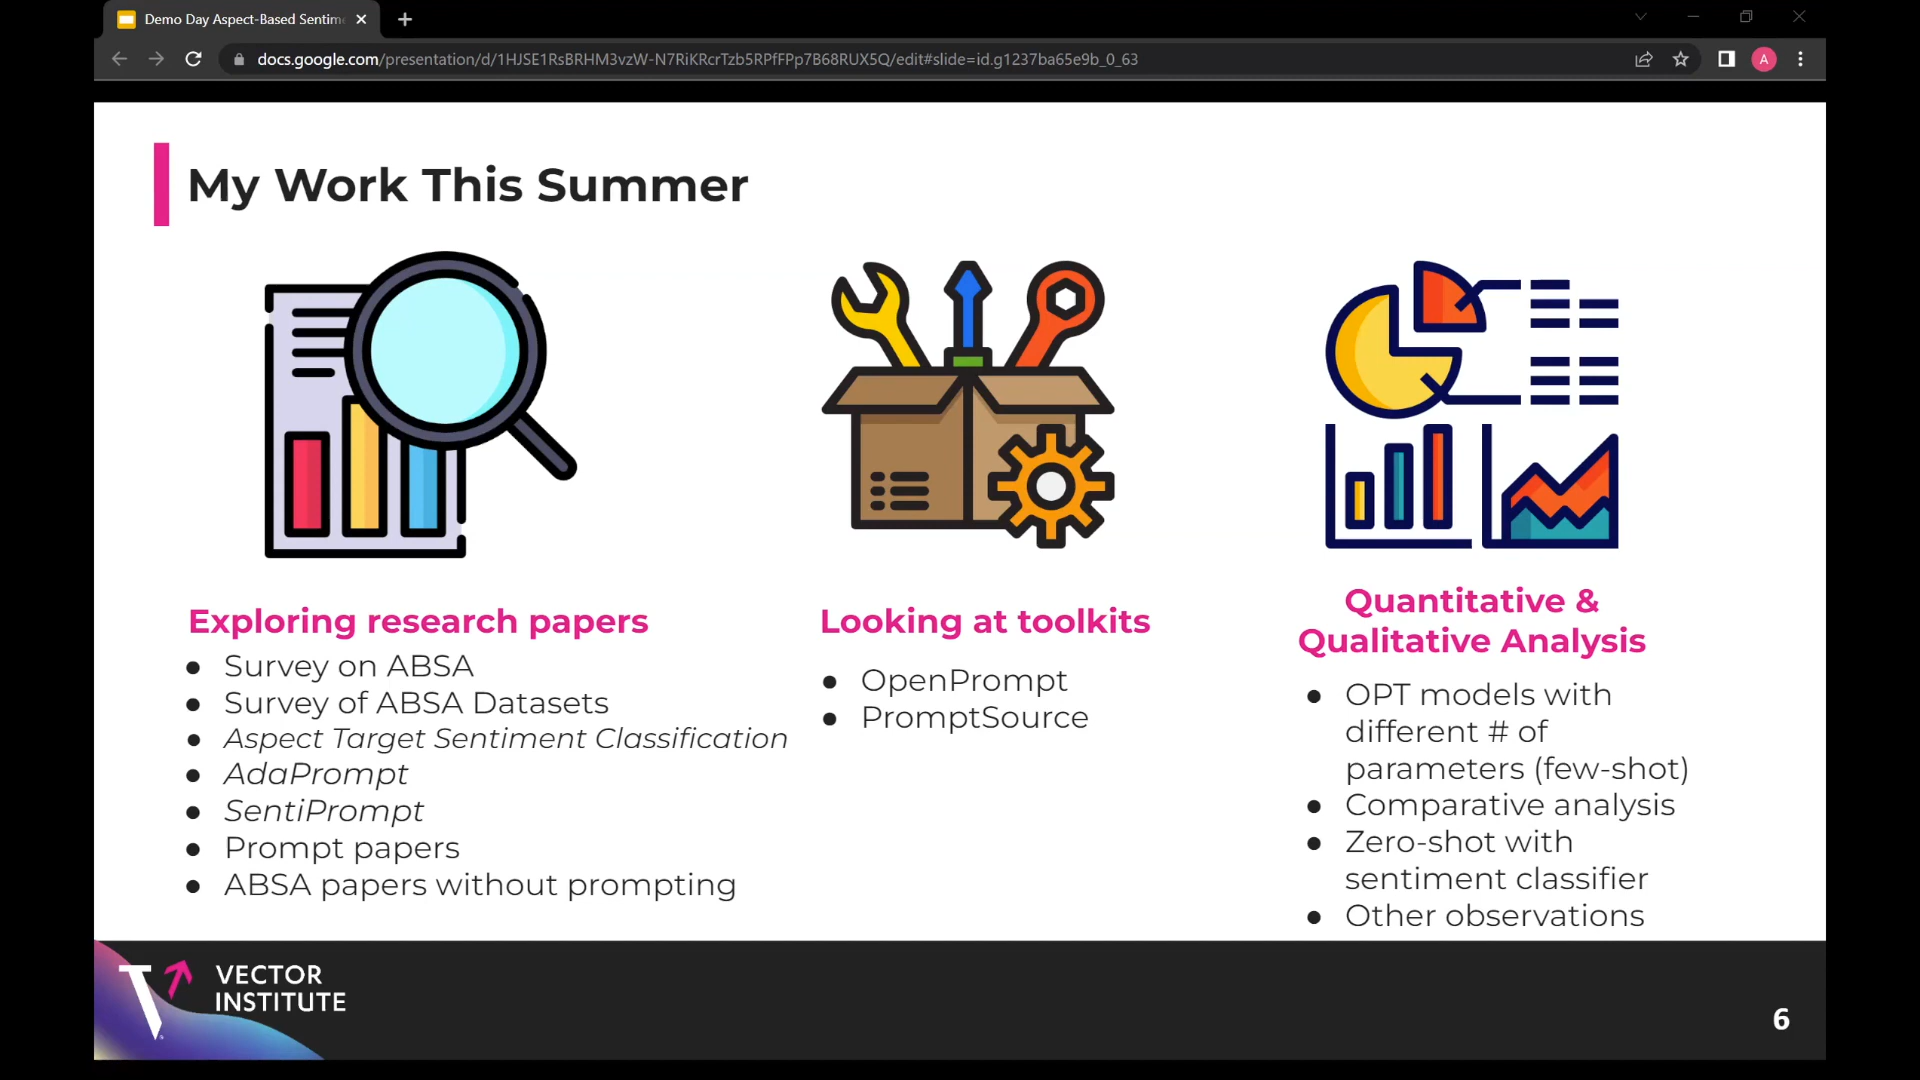 Demo Day Aspect-Based Sentim
docs.google.com/presentation/d/1HJSE1RsBRHM3vzW-N7RiKRcrTzb5RPfFPp7B68RUX5Q/edit#slide=id.g1237ba65e9b_0_63
A
My Work This Summer
Exploring research papers
● Survey on ABSA
● Survey of ABSA Datasets
● Aspect Target Sentiment Classification
● AdaPrompt
● SentiPrompt
● Prompt papers
● ABSA papers without prompting
Looking at toolkits
● OpenPrompt
● PromptSource
Quantitative &
Qualitative Analysis
● OPT models with
different # of
parameters (few-shot)
● Comparative analysis
● Zero-shot with
sentiment classifier
● Other observations
VECTOR
INSTITUTE
6